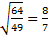 √(64/49) = 8/7